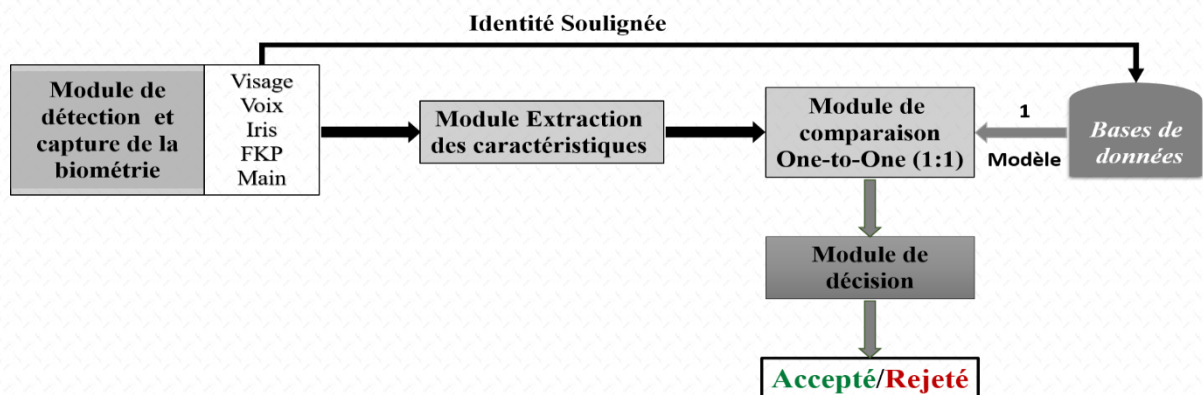 Identité Soulignée
Module de
détection et
capture de la
biométrie
Visage
Voix
Iris
FKP
Main
Module Extraction
des caractéristiques
Module de
comparaison
One-to-One (1:1)
1
Modèle
Bases de
données
Module de
décision
Accepté/Rejeté